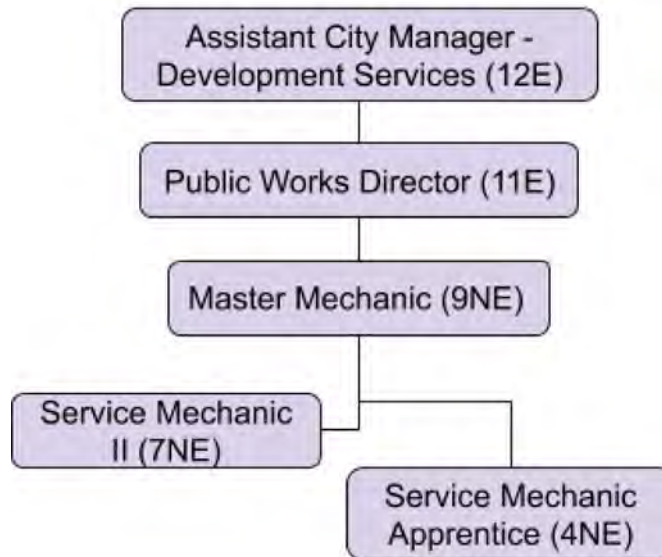 Assistant City Manager -
Development Services (12E)
Public Works Director (11E)
Master Mechanic (9NE)
Service Mechanic
II (7NE)
Service Mechanic
Apprentice (4NE)